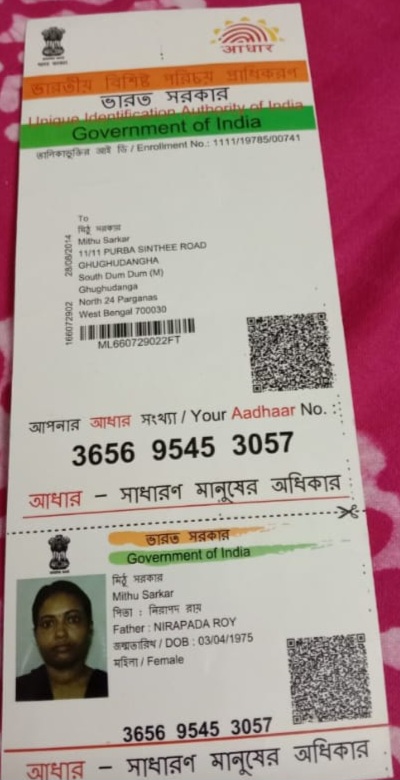 भारत सरकार
আধার
ভারতীয় বিশিষ্ট পরিচয় প্রাধিকরণ
ভারত সরকার
Unique Identification Authority of India
Government of India
তালিকাভুক্তির আই ডি / Enrollment No.: 1111/19785/00741
To
মিঠু সরকার
Mithu Sarkar
11/11 PURBA SINTHEE ROAD
GHUGHUDANGHA
South Dum Dum (M)
Ghughudanga
North 24 Parganas
West Bengal 700030
28/08/2014
166072902
ML660729022FT
আপনার আধার সংখ্যা / Your Aadhaar No. :
3656 9545 3057
আধার – সাধারণ মানুষের অধিকার
ভারত সরকার
Government of India
মিঠু সরকার
Mithu Sarkar
পিতা : নিরাপদ রায়
Father : NIRAPADA ROY
জন্মতারিখ / DOB : 03/04/1975
মহিলা / Female
3656 9545 3057
আধার – সাধারণ মানুষের অধিকার